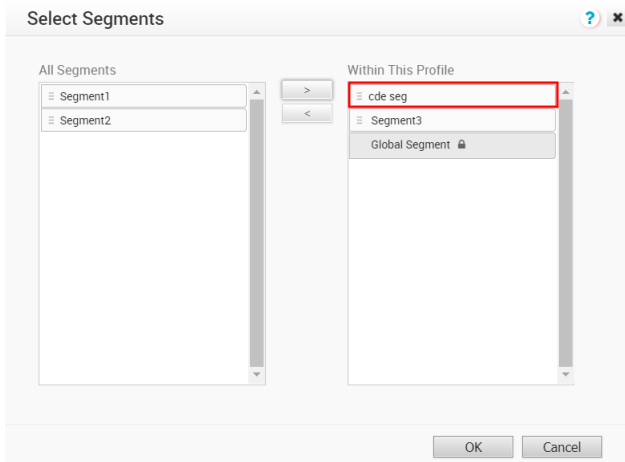 Select Segments
? ×
All Segments
Segment1
Segment2
>
<
Within This Profile
cde seg
Segment3
Global Segment
OK
Cancel